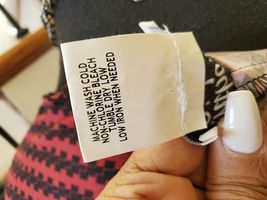 MACHINE WASH COLD
NON-CHLORINE BLEACH
TUMBLE DRY LOW
LOW IRON WHEN NEEDED